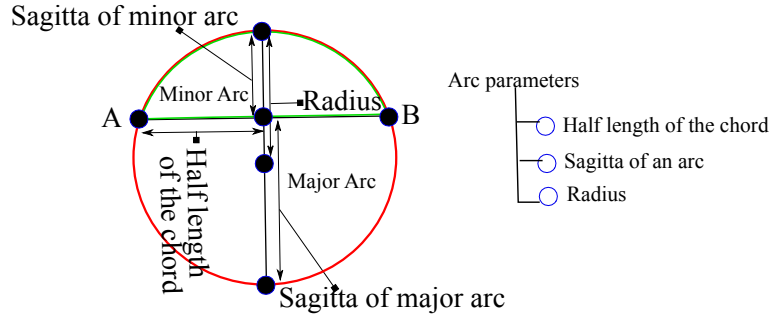 Sagitta of minor arc
Minor Arc
Radius
A
B
Half length
of the chord
Major Arc
Sagitta of major arc
Arc parameters
Half length of the chord
Sagitta of an arc
Radius